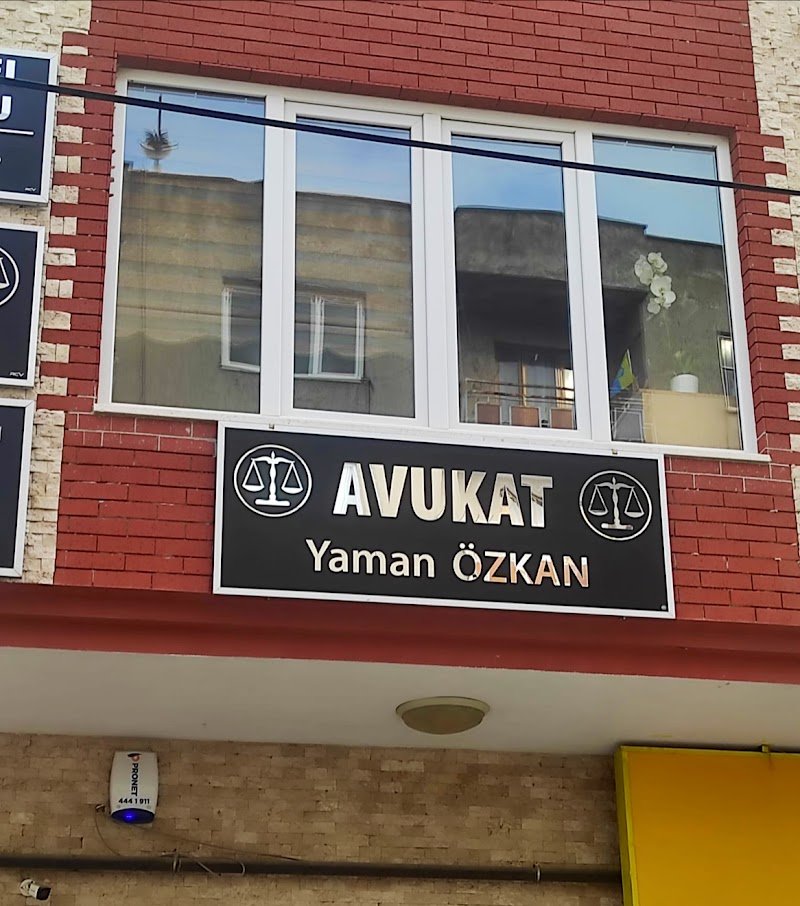 AVUKAT
Yaman ÖZKAN
PRONET
444 1 911